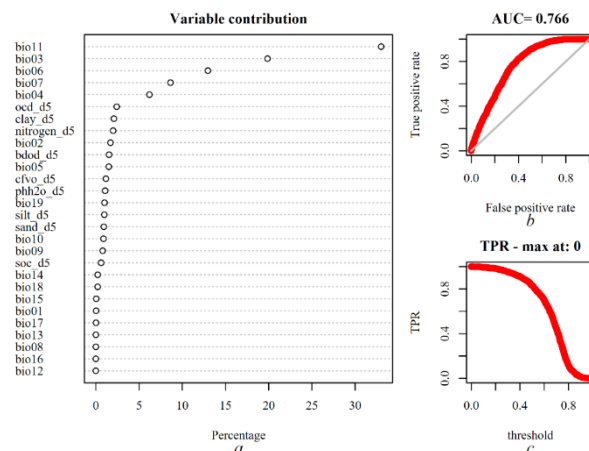 Variable contribution
bio11
bio03
bio06
bio07
bio04
ocd_d5
clay_d5
nitrogen_d5
bio02
bdod_d5
bio05
cfvo_d5
phh2o_d5
bio19
silt_d5
sand_d5
bio10
bio09
soc_d5
bio14
bio18
bio15
bio01
bio17
bio13
bio08
bio16
bio12
0 5 10 15 20 25 30
Percentage
a
AUC= 0.766
True positive rate
0.0 0.4 0.8
0.0 0.4 0.8
False positive rate
b
TPR - max at: 0
TPR
0.0 0.4 0.8
0.0 0.4 0.8
threshold
c